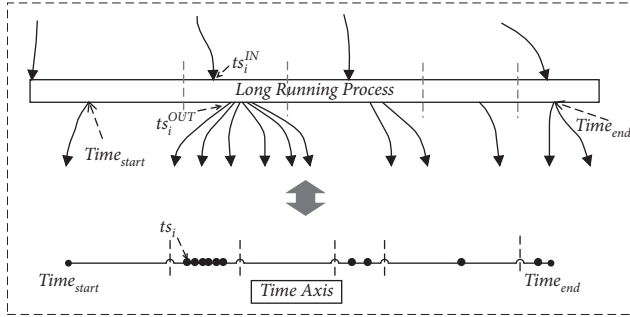 ts_i^IN
Long Running Process
ts_i^OUT
Time_start
Time_end
ts_i
Time_start
Time_end
Time Axis